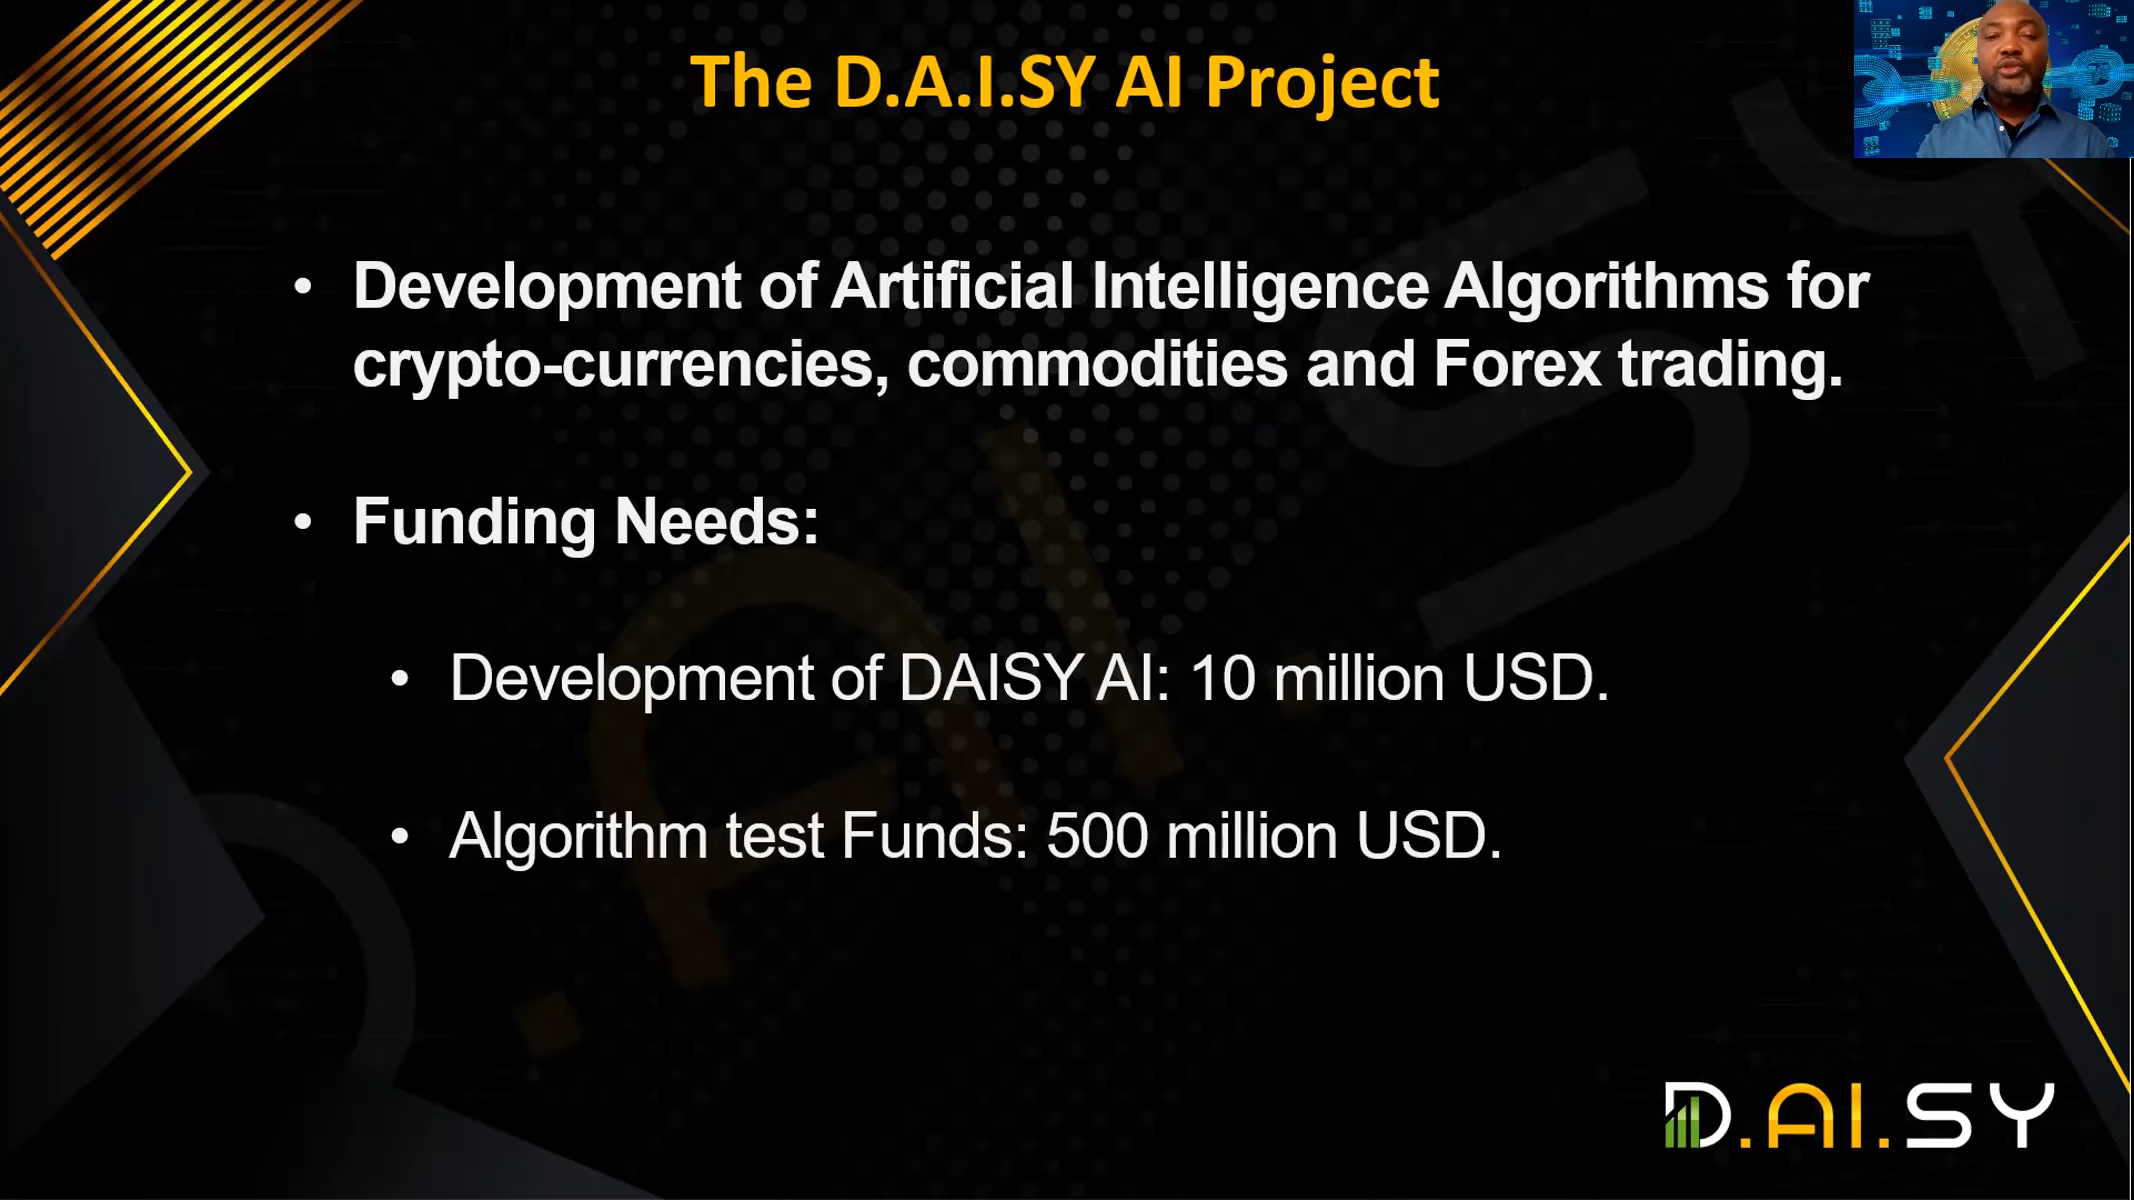 The D.A.I.SY AI Project
• Development of Artificial Intelligence Algorithms for
crypto-currencies, commodities and Forex trading.
• Funding Needs:
• Development of DAISY AI: 10 million USD.
• Algorithm test Funds: 500 million USD.
D.AI.SY